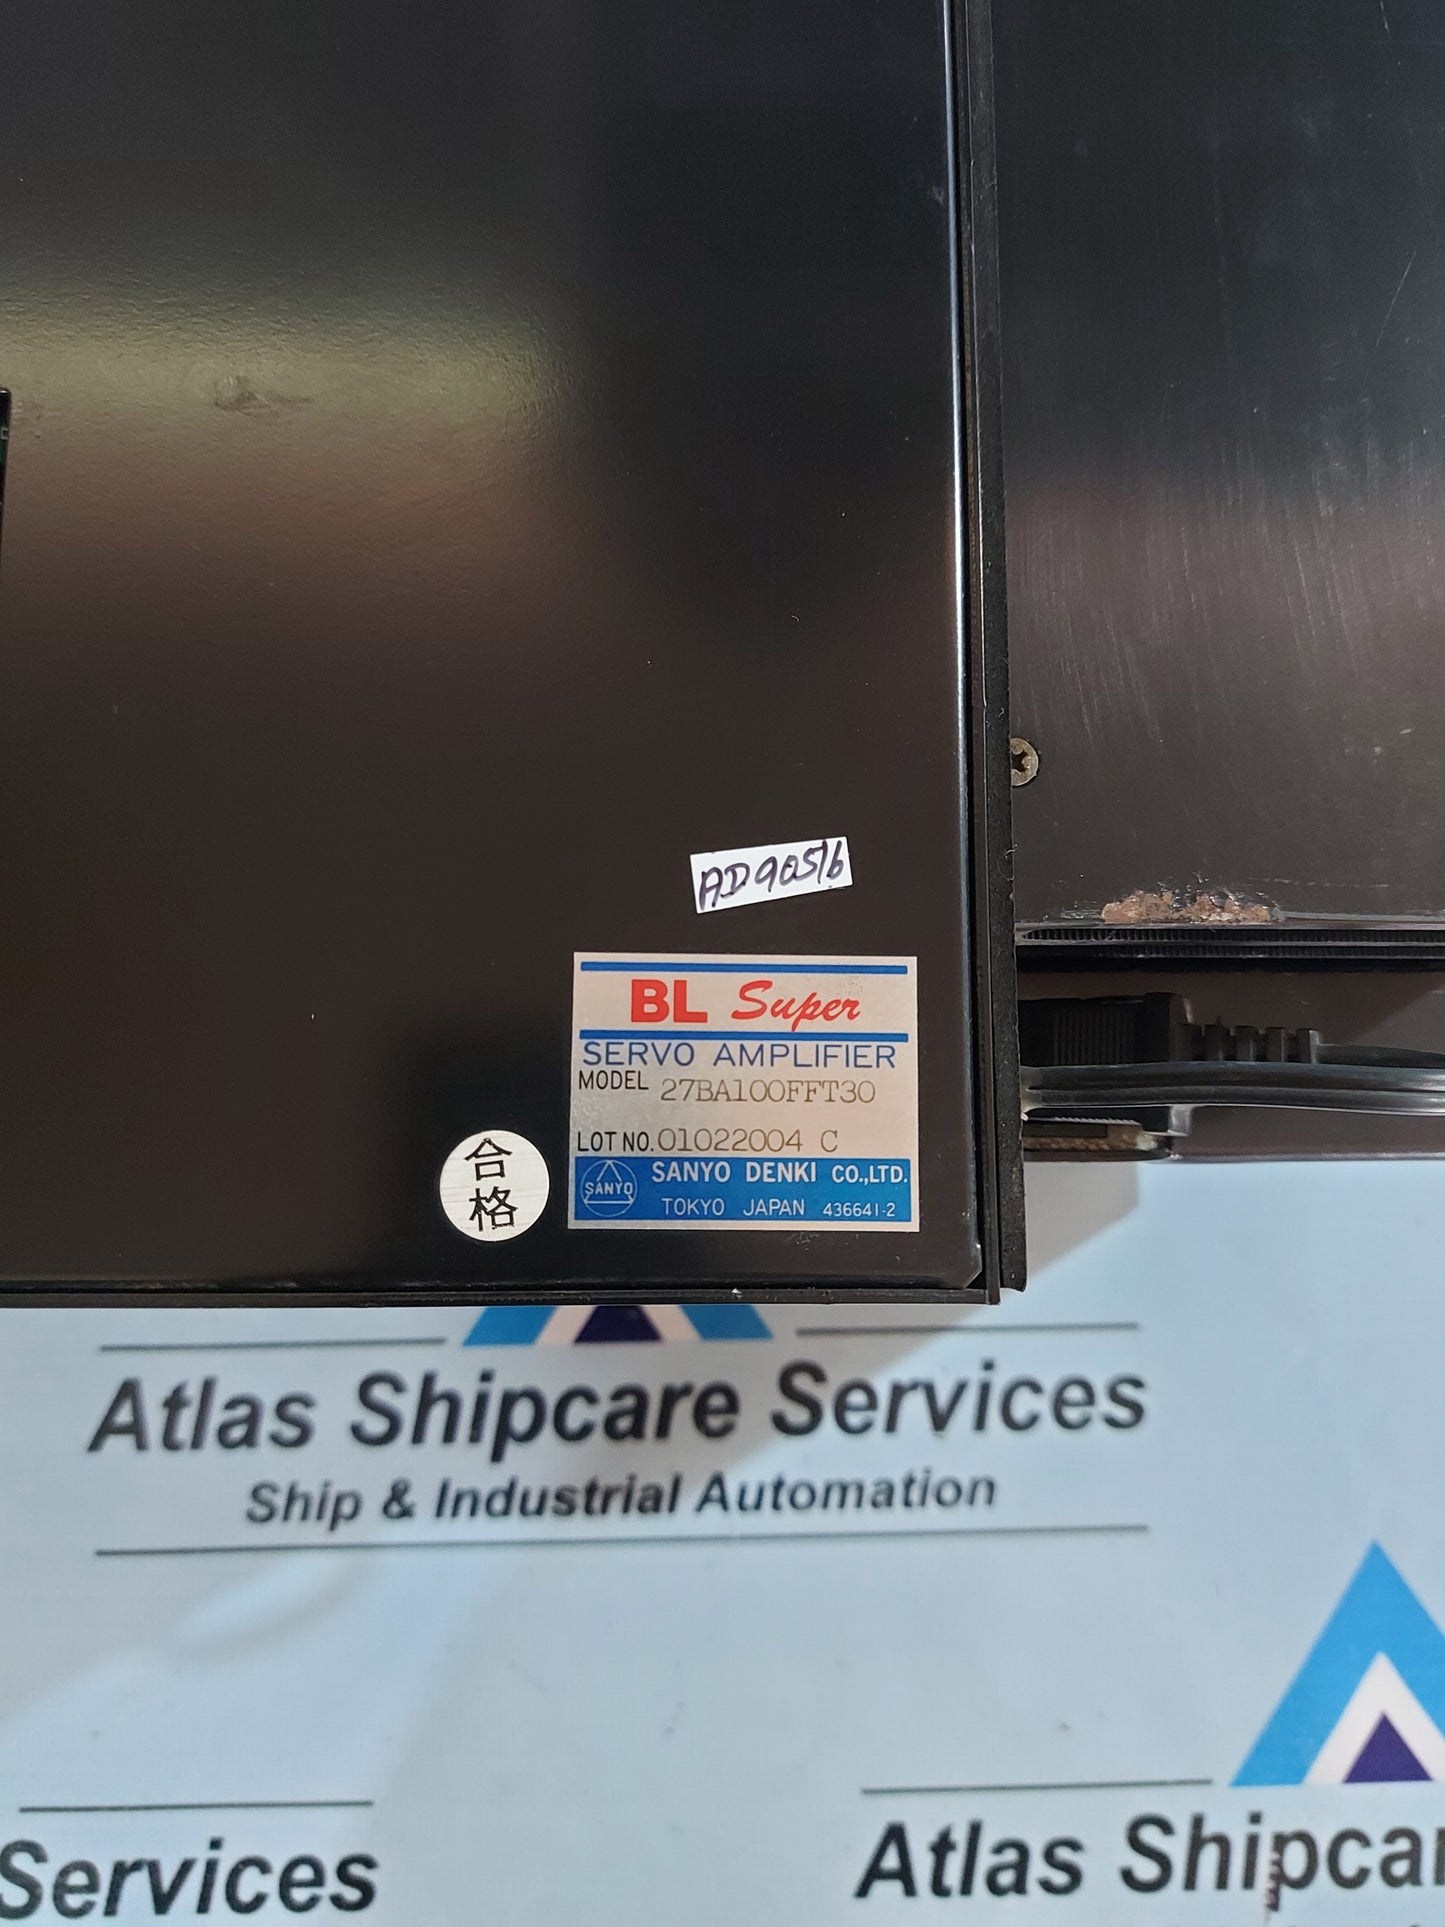 AD90516
BL Super
SERVO AMPLIFIER
MODEL 27BA100FFT30
LOT NO. 01022004 C
SANYO
SANYO DENKI CO.,LTD.
TOKYO JAPAN 436641-2
合格
Atlas Shipcare Services
Ship & Industrial Automation
Services
Atlas Shipcar